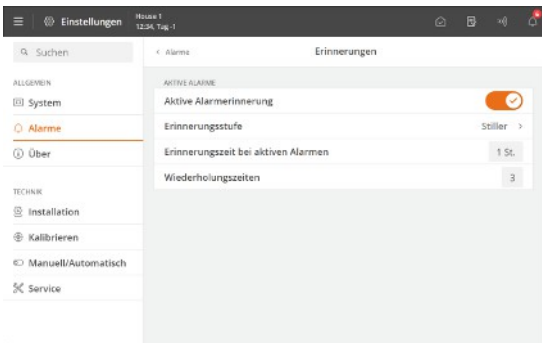 Einstellungen
House 1
12:34, Tag -1
Suchen
Alarme
Erinnerungen
ALLGEMEIN
System
Alarme
Über
TECHNIK
Installation
Kalibrieren
Manuell/Automatisch
Service
AKTIVE ALARME
Aktive Alarmerinnerung
Erinnerungsstufe
Stiller
Erinnerungszeit bei aktiven Alarmen
1 St.
Wiederholungszeiten
3